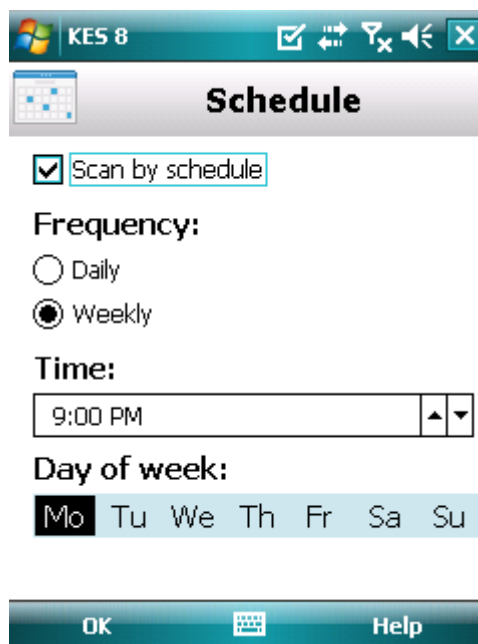 KES 8
Schedule
Scan by schedule
Frequency:
Daily
Weekly
Time:
9:00 PM
Day of week:
Mo Tu We Th Fr Sa Su
OK Help